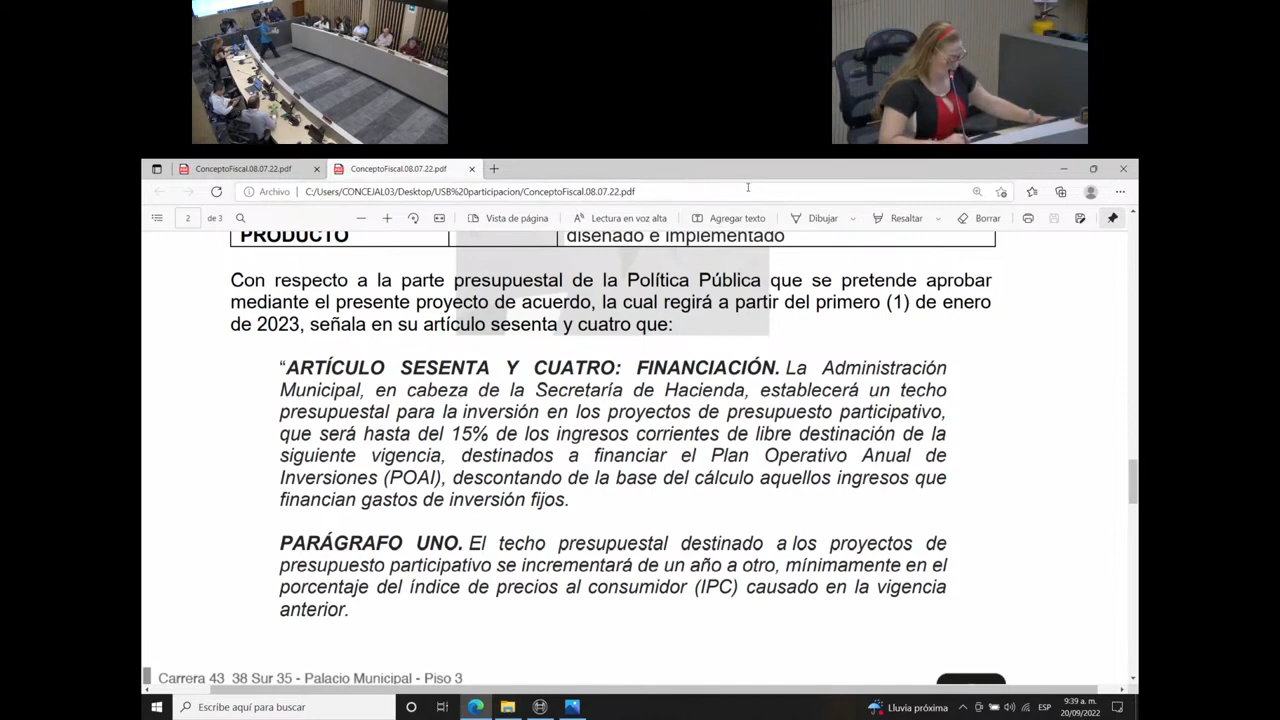 ConceptoFiscal.08.07.22.pdf
ConceptoFiscal.08.07.22.pdf
Archivo C:/Users/CONCEJAL03/Desktop/USB%20participacion/ConceptoFiscal.08.07.22.pdf
2 de 3 Vista de página Lectura en voz alta Agregar texto Dibujar Resaltar Borrar
PRODUCTO diseñado e implementado
Con respecto a la parte presupuestal de la Política Pública que se pretende aprobar
mediante el presente proyecto de acuerdo, la cual regirá a partir del primero (1) de enero
de 2023, señala en su artículo sesenta y cuatro que:
“ARTÍCULO SESENTA Y CUATRO: FINANCIACIÓN. La Administración
Municipal, en cabeza de la Secretaría de Hacienda, establecerá un techo
presupuestal para la inversión en los proyectos de presupuesto participativo,
que será hasta del 15% de los ingresos corrientes de libre destinación de la
siguiente vigencia, destinados a financiar el Plan Operativo Anual de
Inversiones (POAI), descontando de la base del cálculo aquellos ingresos que
financian gastos de inversión fijos.
PARÁGRAFO UNO. El techo presupuestal destinado a los proyectos de
presupuesto participativo se incrementará de un año a otro, mínimamente en el
porcentaje del índice de precios al consumidor (IPC) causado en la vigencia
anterior.
Carrera 43 38 Sur 35 - Palacio Municipal - Piso 3
Escribe aquí para buscar
Lluvia próxima
ESP
9:39 a. m.
20/09/2022